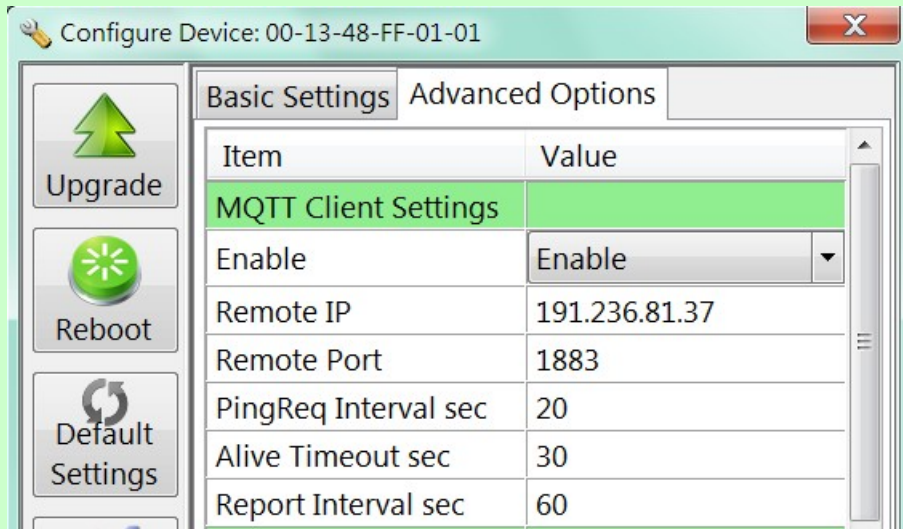 Configure Device: 00-13-48-FF-01-01
X
Upgrade
Reboot
Default
Settings
Basic Settings Advanced Options
Item Value
MQTT Client Settings
Enable Enable
Remote IP 191.236.81.37
Remote Port 1883
PingReq Interval sec 20
Alive Timeout sec 30
Report Interval sec 60